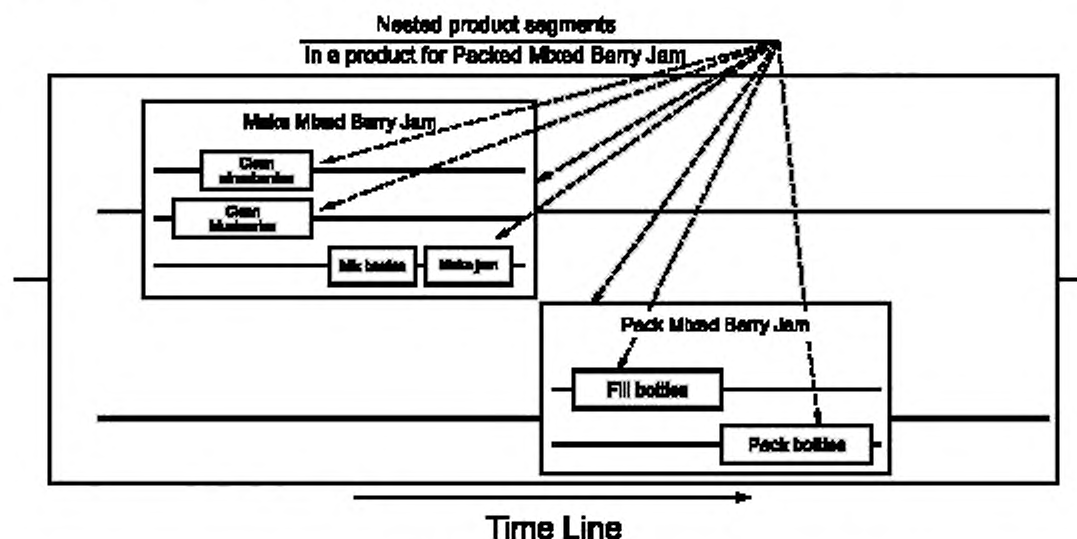 Nested product segments
in a product for Packed Mixed Berry Jam
Make Mixed Berry Jam
Clean
strawberries
Clean
blueberries
Mix berries
Make jam
Pack Mixed Berry Jam
Fill bottles
Pack bottles
Time Line